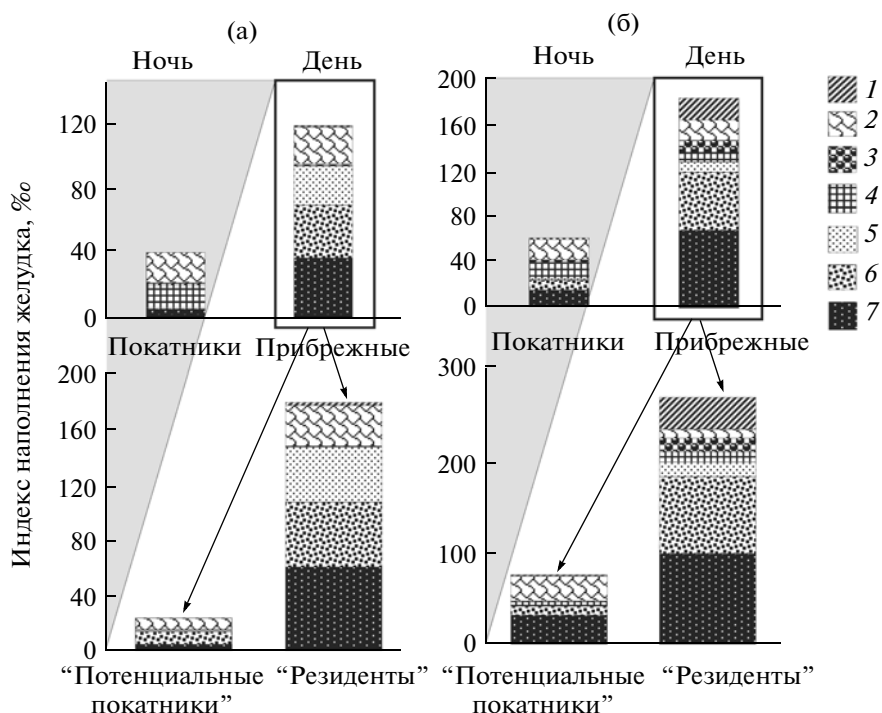 (а)
Ночь
День
120
80
40
0
Покатники
Прибрежные
200
160
120
80
40
0
“Потенциальные
покатники”
“Резиденты”
Индекс наполнения желудка, ‰
(б)
Ночь
День
200
160
120
80
40
0
Покатники
Прибрежные
300
200
100
0
“Потенциальные
покатники”
“Резиденты”
1
2
3
4
5
6
7